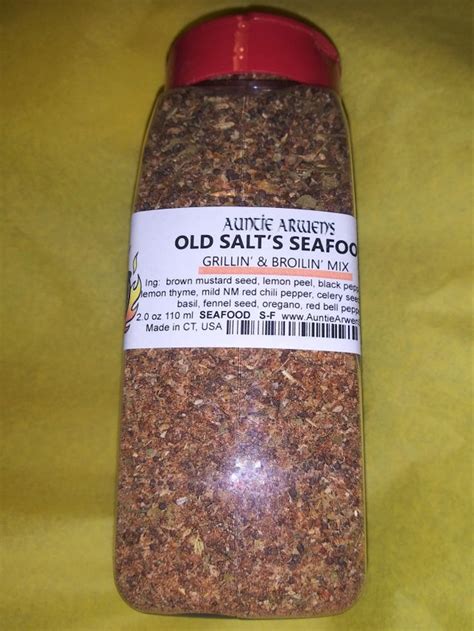 AUNTIE ARWEN'S
OLD SALT'S SEAFOO
GRILLIN' & BROILIN' MIX
Ing: brown mustard seed, lemon peel, black pepp
lemon thyme, mild NM red chili pepper, celery seed
basil, fennel seed, oregano, red bell peppe
2.0 oz 110 ml SEAFOOD S-F www.AuntieArwen
Made in CT, USA